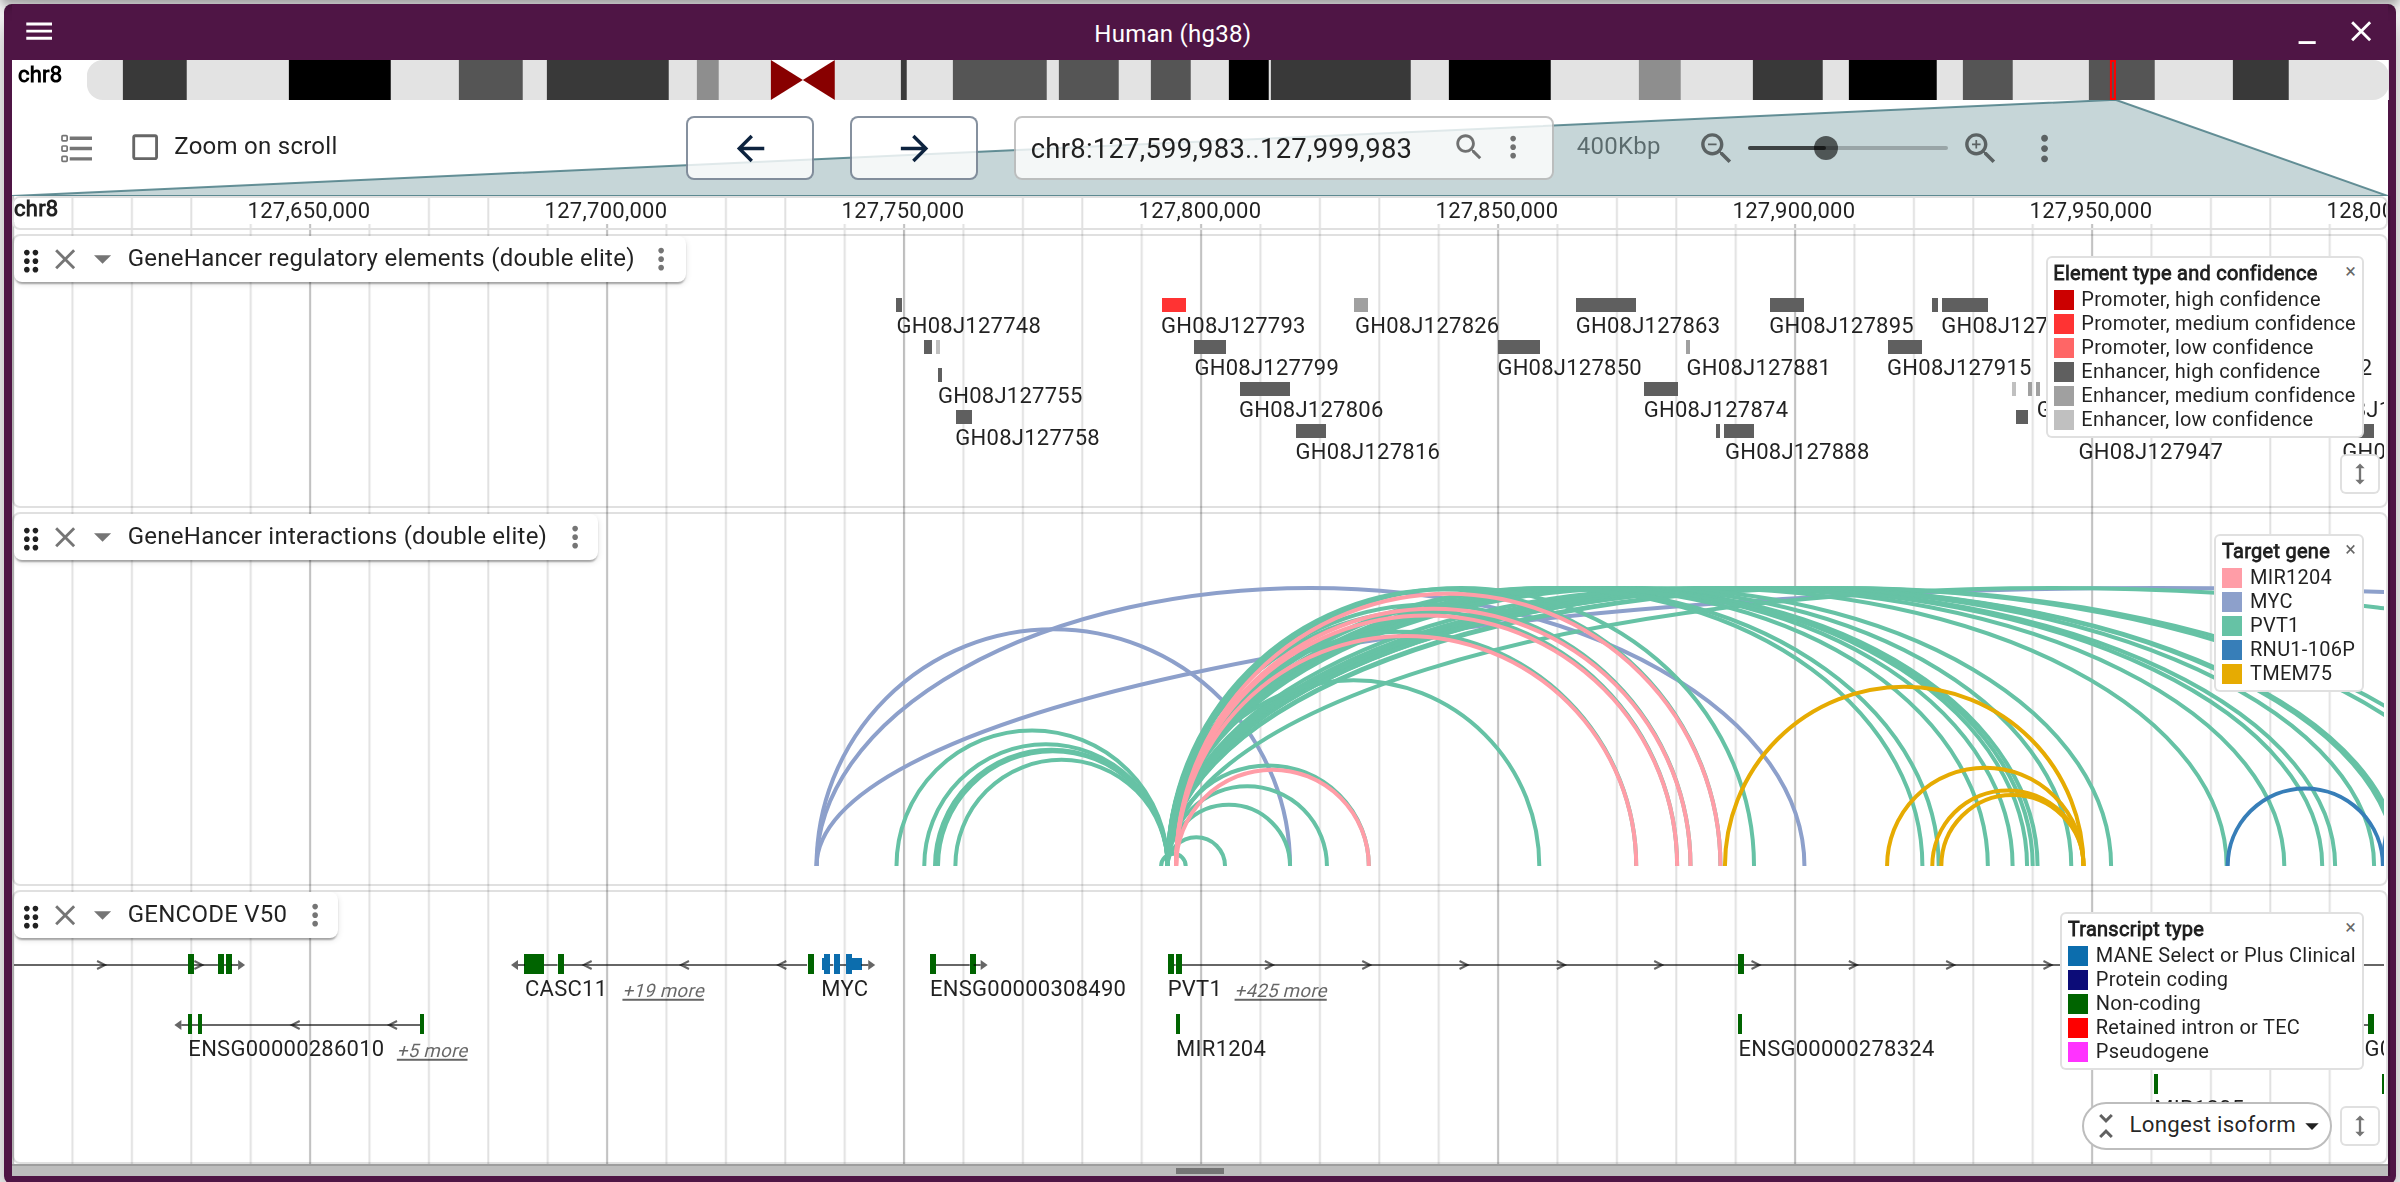 Human (hg38)
chr8
Zoom on scroll
chr8:127,599,983..127,999,983
400Kbp
chr8
127,650,000
127,700,000
127,750,000
127,800,000
127,850,000
127,900,000
127,950,000
128,0
GeneHancer regulatory elements (double elite)
Element type and confidence
Promoter, high confidence
Promoter, medium confidence
Promoter, low confidence
Enhancer, high confidence
Enhancer, medium confidence
Enhancer, low confidence
GH08J127748
GH08J127793
GH08J127826
GH08J127863
GH08J127895
GH08J127
GH08J127799
GH08J127850
GH08J127881
GH08J127915
2
GH08J127755
GH08J127806
GH08J127874
GH08J127758
GH08J127816
GH08J127888
GH08J127947
GeneHancer interactions (double elite)
Target gene
MIR1204
MYC
PVT1
RNU1-106P
TMEM75
GENCODE V50
Transcript type
MANE Select or Plus Clinical
Protein coding
Non-coding
Retained intron or TEC
Pseudogene
CASC11
+19 more
MYC
ENSG00000308490
PVT1
+425 more
ENSG00000286010
+5 more
MIR1204
ENSG00000278324
Longest isoform